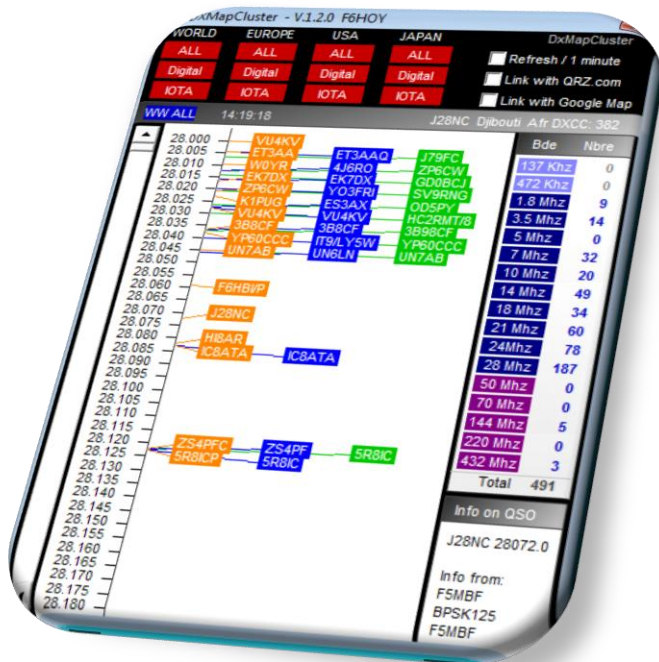 DxMapCluster - V.1.2.0 F6HOY
WORLD EUROPE USA JAPAN
ALL ALL ALL ALL
Digital Digital Digital Digital
IOTA IOTA IOTA IOTA
DxMapCluster
Refresh / 1 minute
Link with QRZ.com
Link with Google Map
WW ALL 14:19:18 J28NC Djibouti Afr DXCC: 382
28.000
28.005
28.010
28.015
28.020
28.025
28.030
28.035
28.040
28.045
28.050
28.055
28.060
28.065
28.070
28.075
28.080
28.085
28.090
28.095
28.100
28.105
28.110
28.115
28.120
28.125
28.130
28.135
28.140
28.145
28.150
28.155
28.160
28.165
28.170
28.175
28.180
VU4KV
ET3AA ET3AAQ J79FC
W0YR 4J6RO ZP6CW
EK7DX EK7DX GD0BCJ
ZP6CW YO3FRI SV9RNG
K1PUG ES3AX OD5PY
VU4KV VU4KV HC2RMT/8
3B8CF 3B8CF 3B98CF
YP60CCC IT9/LY5W YP60CCC
UN7AB UN6LN UN7AB
F6HBI/P
J28NC
HI8AR
IC8ATA IC8ATA
ZS4PFC ZS4PF 5R8IC
5R8ICP 5R8IC
Bde Nbre
137 Khz 0
472 Khz 0
1.8 Mhz 9
3.5 Mhz 14
5 Mhz 0
7 Mhz 32
10 Mhz 20
14 Mhz 49
18 Mhz 34
21 Mhz 60
24Mhz 78
28 Mhz 187
50 Mhz 0
70 Mhz 0
144 Mhz 5
220 Mhz 0
432 Mhz 3
Total 491
Info on QSO
J28NC 28072.0
Info from:
F5MBF
BPSK125
F5MBF